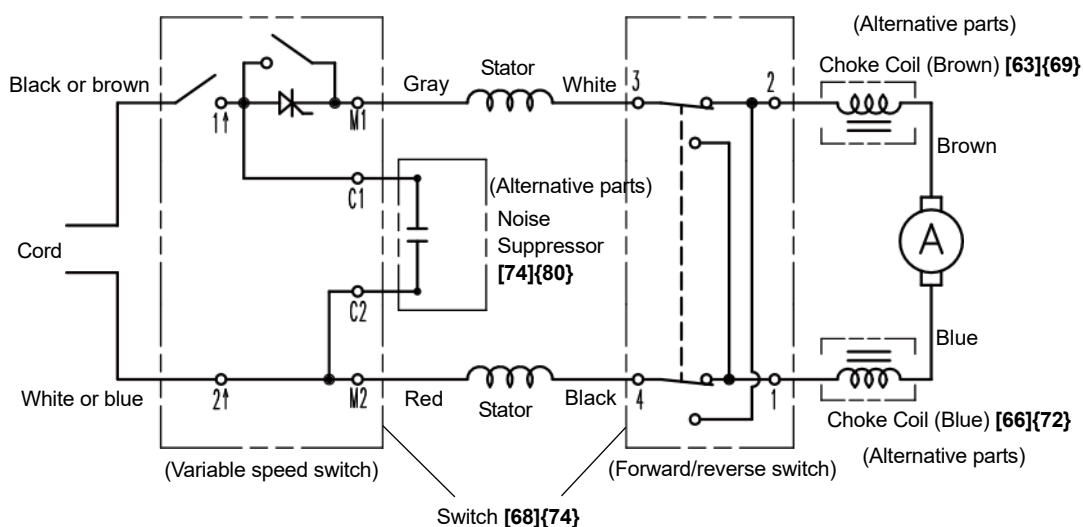 (Alternative parts)
Choke Coil (Brown) [63]{69}
Black or brown
Gray
Stator
White
3
2
1↑
M1
Brown
C1
(Alternative parts)
Noise
Suppressor
[74]{80}
Cord
A
C2
Blue
White or blue
2↑
M2
Red
Stator
Black
4
1
Choke Coil (Blue) [66]{72}
(Alternative parts)
(Variable speed switch)
(Forward/reverse switch)
Switch [68]{74}